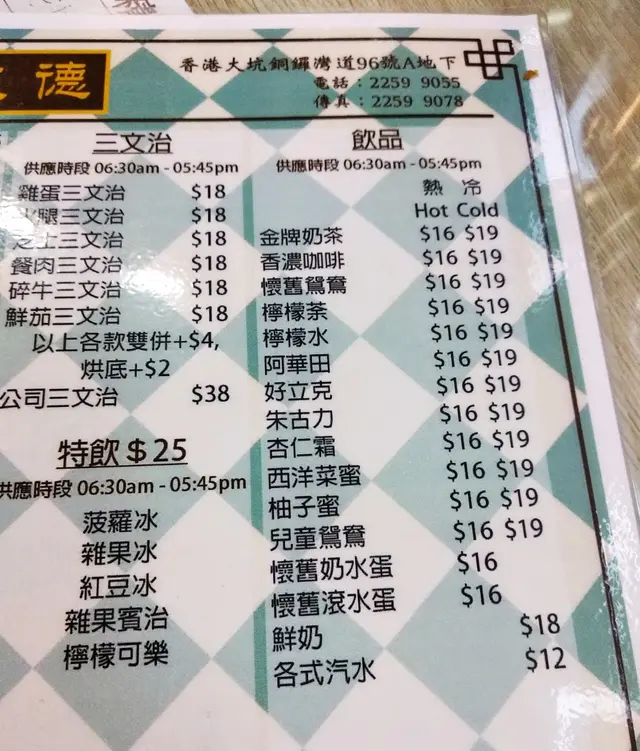 德
香港大坑銅鑼灣道96號A地下
電話：2259 9055
傳真：2259 9078
三文治
供應時段 06:30am - 05:45pm
雞蛋三文治 $18
火腿三文治 $18
芝士三文治 $18
餐肉三文治 $18
碎牛三文治 $18
鮮茄三文治 $18
以上各款雙併+$4,
烘底+$2
公司三文治 $38
特飲＄25
供應時段 06:30am - 05:45pm
菠蘿冰
雜果冰
紅豆冰
雜果賓治
檸檬可樂
飲品
供應時段 06:30am - 05:45pm
熱 冷
Hot Cold
金牌奶茶 $16 $19
香濃咖啡 $16 $19
懷舊鴛鴦 $16 $19
檸檬茶 $16 $19
檸檬水 $16 $19
阿華田 $16 $19
好立克 $16 $19
朱古力 $16 $19
杏仁霜 $16 $19
西洋菜蜜 $16 $19
柚子蜜 $16 $19
兒童鴛鴦 $16 $19
懷舊奶水蛋 $16
懷舊滾水蛋 $16
鮮奶 $18
各式汽水 $12